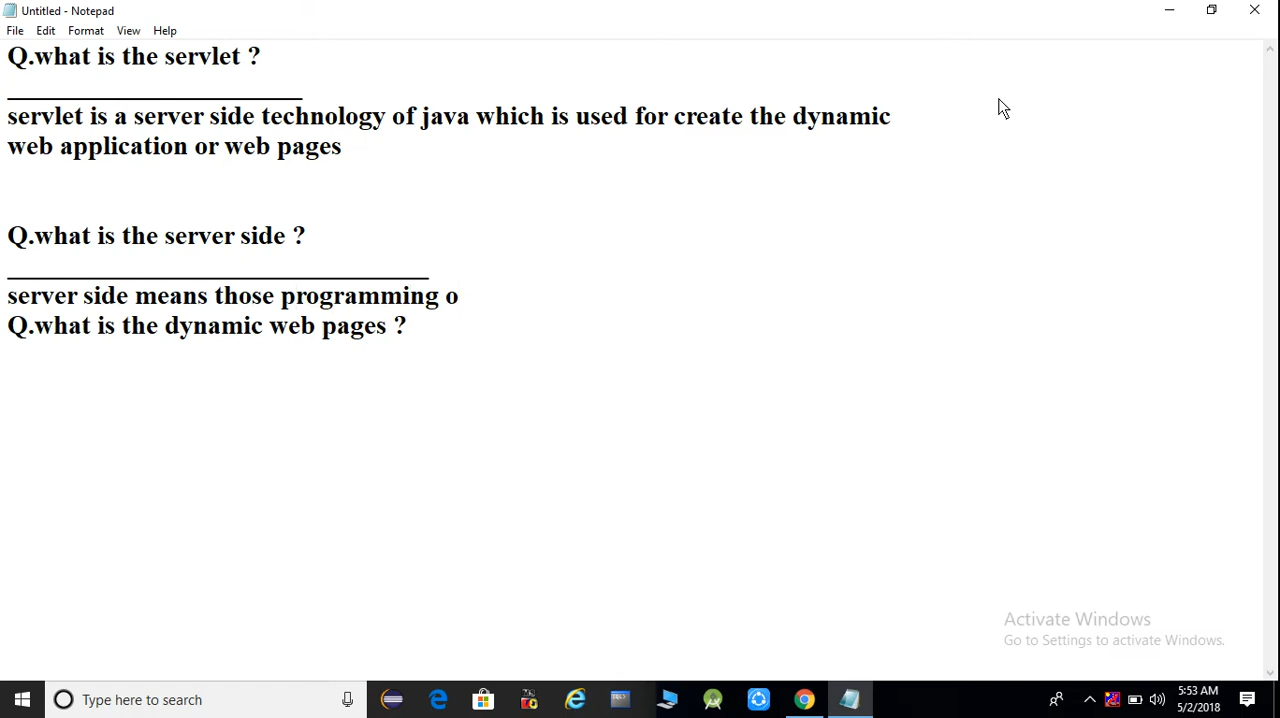 Untitled - Notepad
File Edit Format View Help
Q.what is the servlet ?
servlet is a server side technology of java which is used for create the dynamic
web application or web pages
Q.what is the server side ?
server side means those programming o
Q.what is the dynamic web pages ?
Activate Windows
Go to Settings to activate Windows.
Type here to search
5:53 AM
5/2/2018